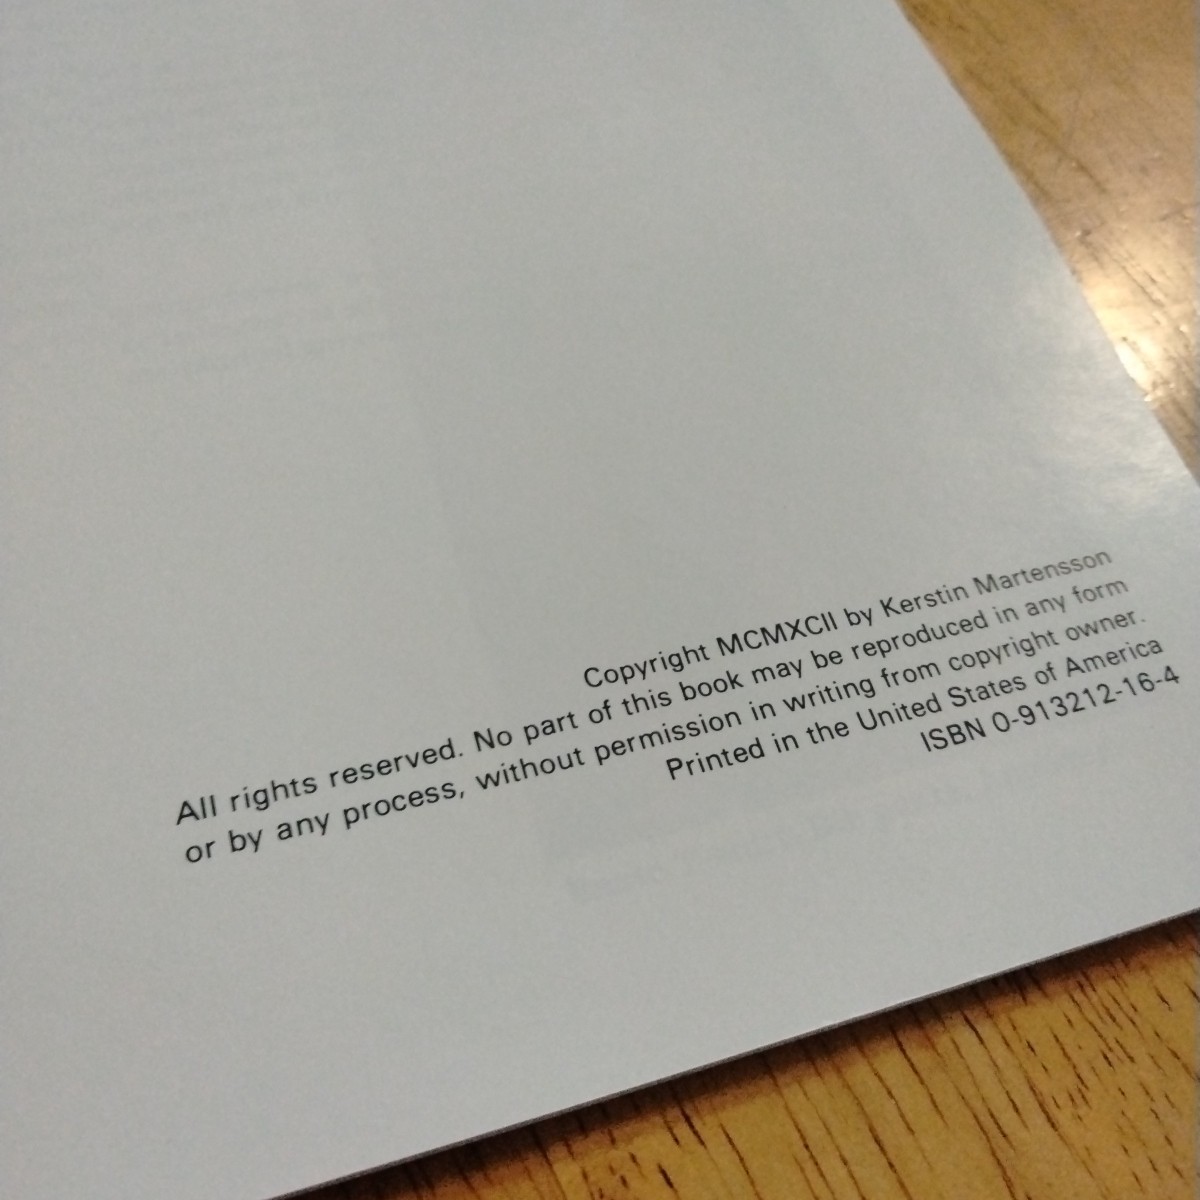 Copyright MCMXCII by Kerstin Martensson
All rights reserved. No part of this book may be reproduced in any form
or by any process, without permission in writing from copyright owner.
Printed in the United States of America
ISBN 0-913212-16-4